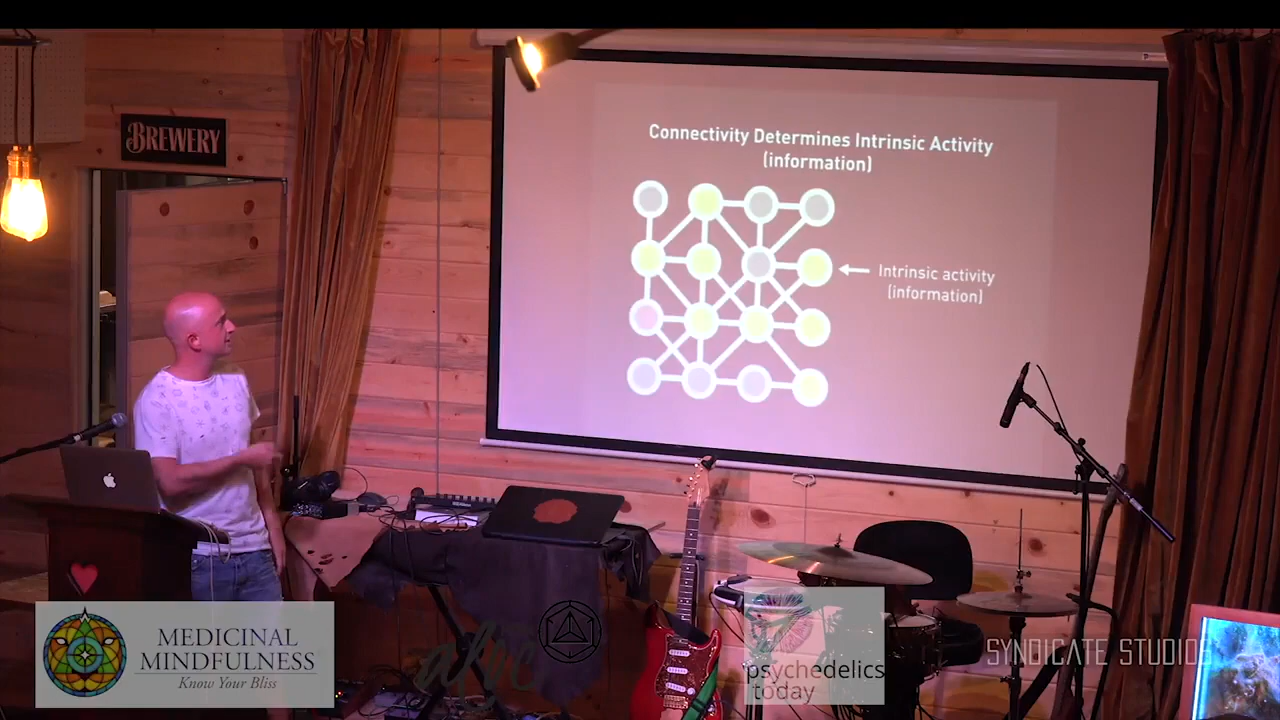 BREWERY
Connectivity Determines Intrinsic Activity
(information)
Intrinsic activity
(information)
MEDICINAL
MINDFULNESS
Know Your Bliss
psychedelics
today
SYNDICATE STUDIOS